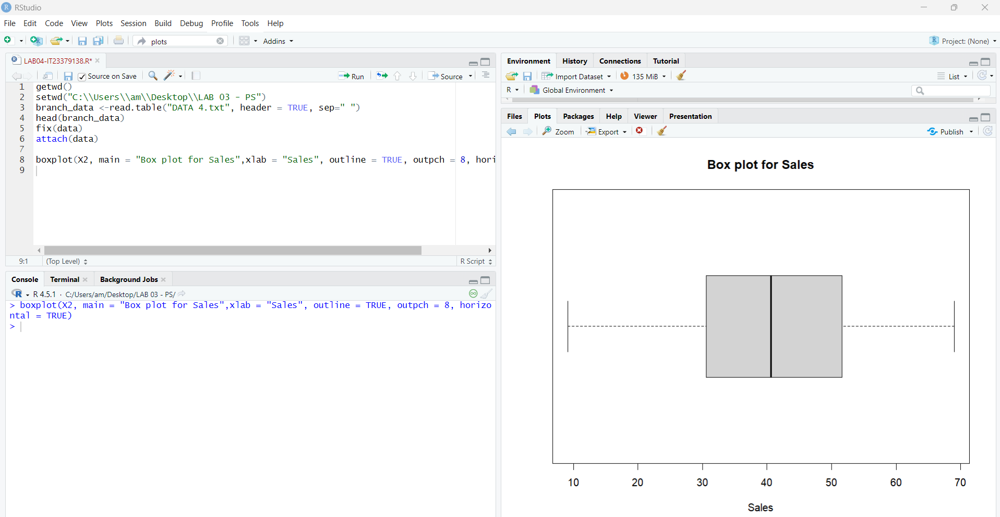 RStudio
File Edit Code View Plots Session Build Debug Profile Tools Help
plots Addins Project: (None)
LAB04-IT23379138.R*
Source on Save Run Source
1 getwd()
2 setwd("C:\\Users\\am\\Desktop\\LAB 03 - PS")
3 branch_data <-read.table("DATA 4.txt", header = TRUE, sep=" ")
4 head(branch_data)
5 fix(data)
6 attach(data)
7
8 boxplot(X2, main = "Box plot for Sales",xlab = "Sales", outline = TRUE, outpch = 8, hori
9
9:1 (Top Level) R Script
Console Terminal Background Jobs
R 4.5.1 · C:/Users/am/Desktop/LAB 03 - PS/
> boxplot(X2, main = "Box plot for Sales",xlab = "Sales", outline = TRUE, outpch = 8, horizo
ntal = TRUE)
>
Environment History Connections Tutorial
Import Dataset 135 MiB List
R Global Environment
Files Plots Packages Help Viewer Presentation
Zoom Export Publish
Box plot for Sales
10 20 30 40 50 60 70
Sales